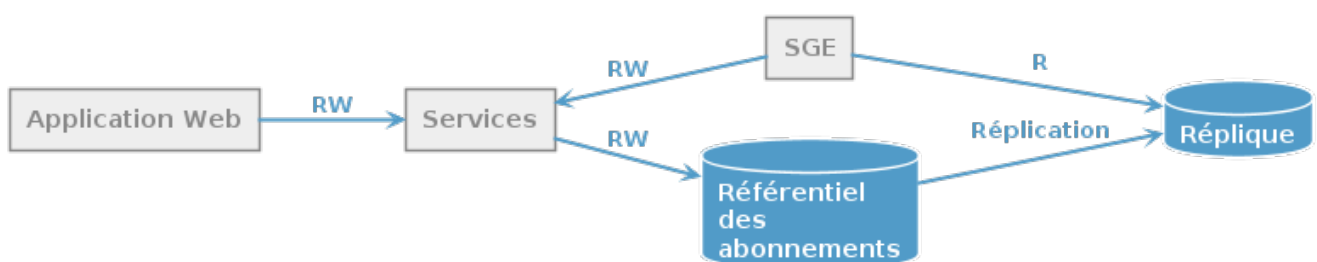 SGE
RW
R
Application Web
RW
Services
RW
Réplication
Réplique
Référentiel
des
abonnements